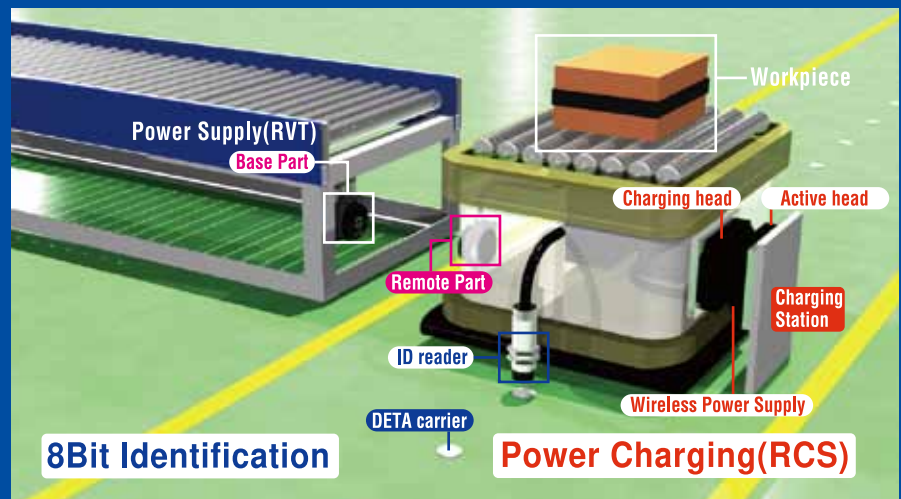 Workpiece
Power Supply(RVT)
Base Part
Charging head
Active head
Remote Part
Charging
Station
ID reader
Wireless Power Supply
DETA carrier
8Bit Identification
Power Charging(RCS)